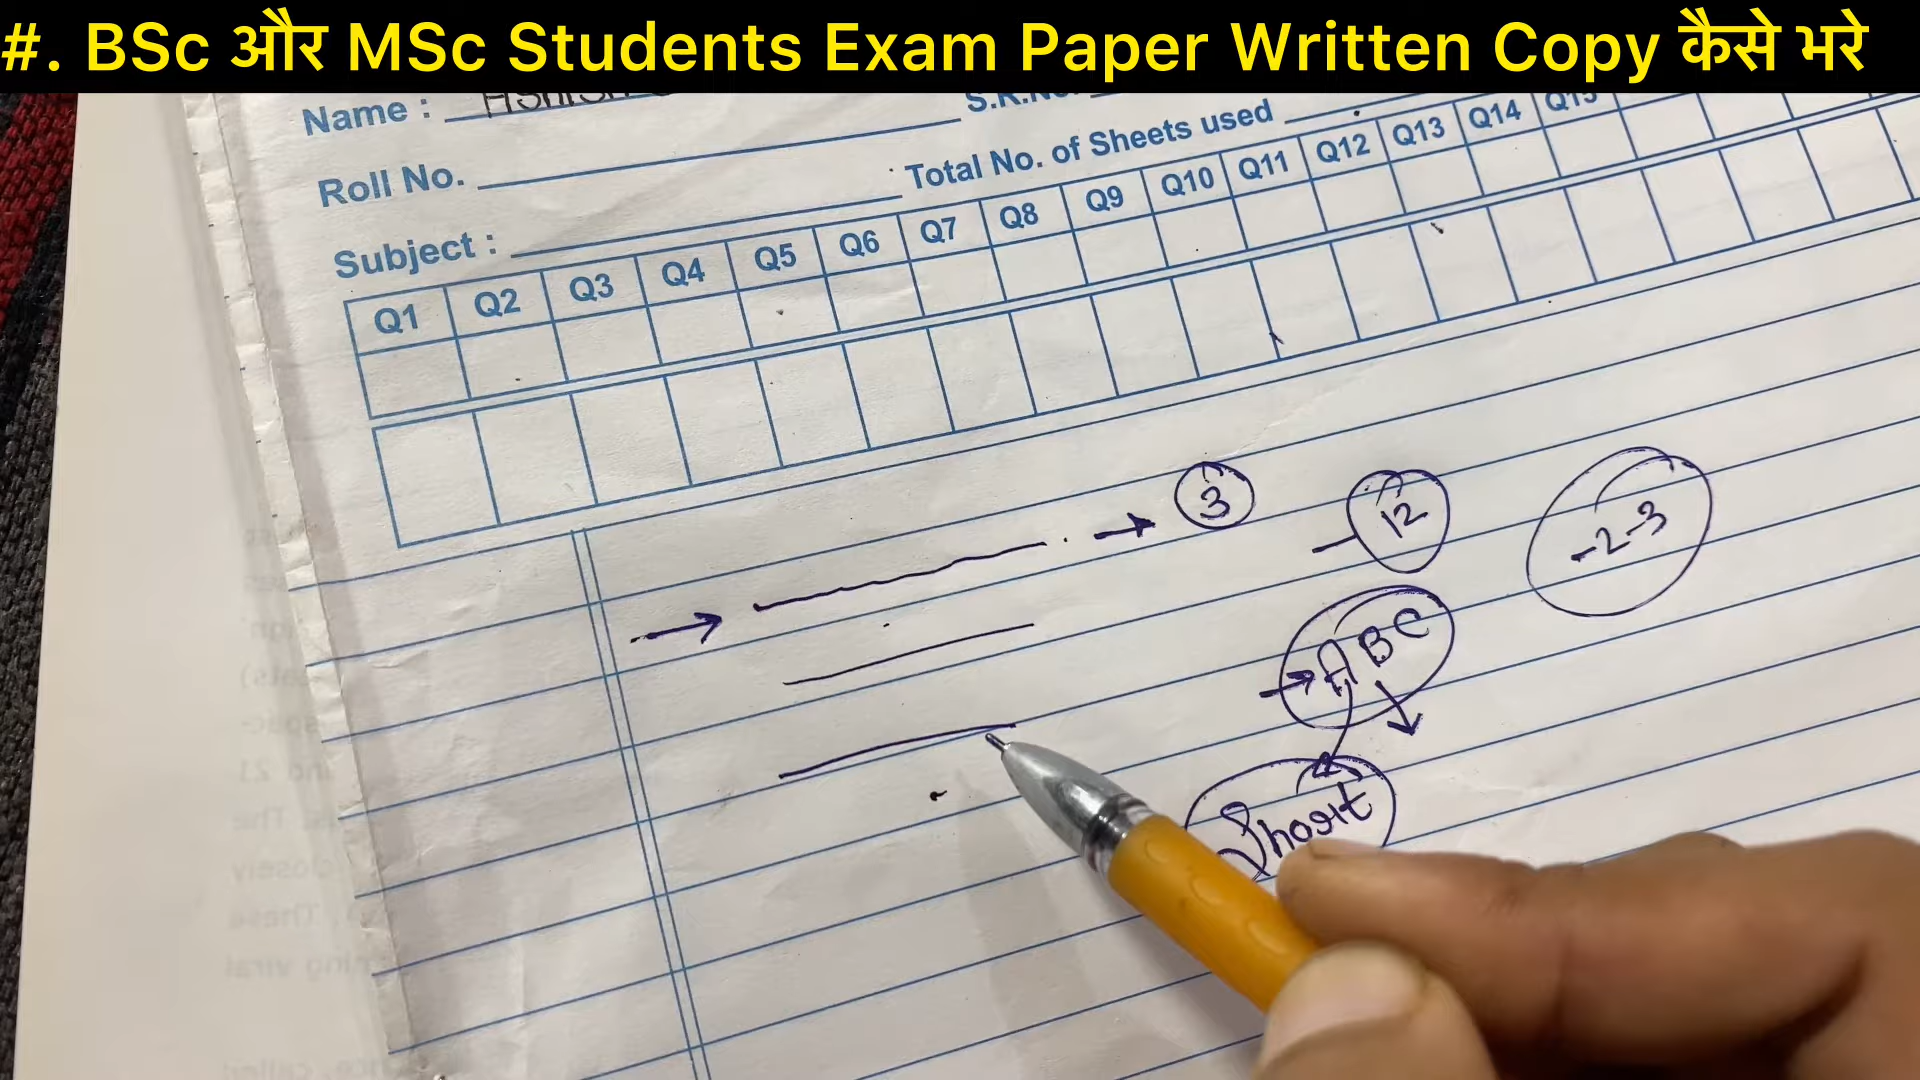 #. BSc और MSc Students Exam Paper Written Copy कैसे भरे
Name :
S.R.No.
Roll No.
Total No. of Sheets used
Subject :
Q1 Q2 Q3 Q4 Q5 Q6 Q7 Q8 Q9 Q10 Q11 Q12 Q13 Q14 Q15
3
12
-2-3
ABC
Short